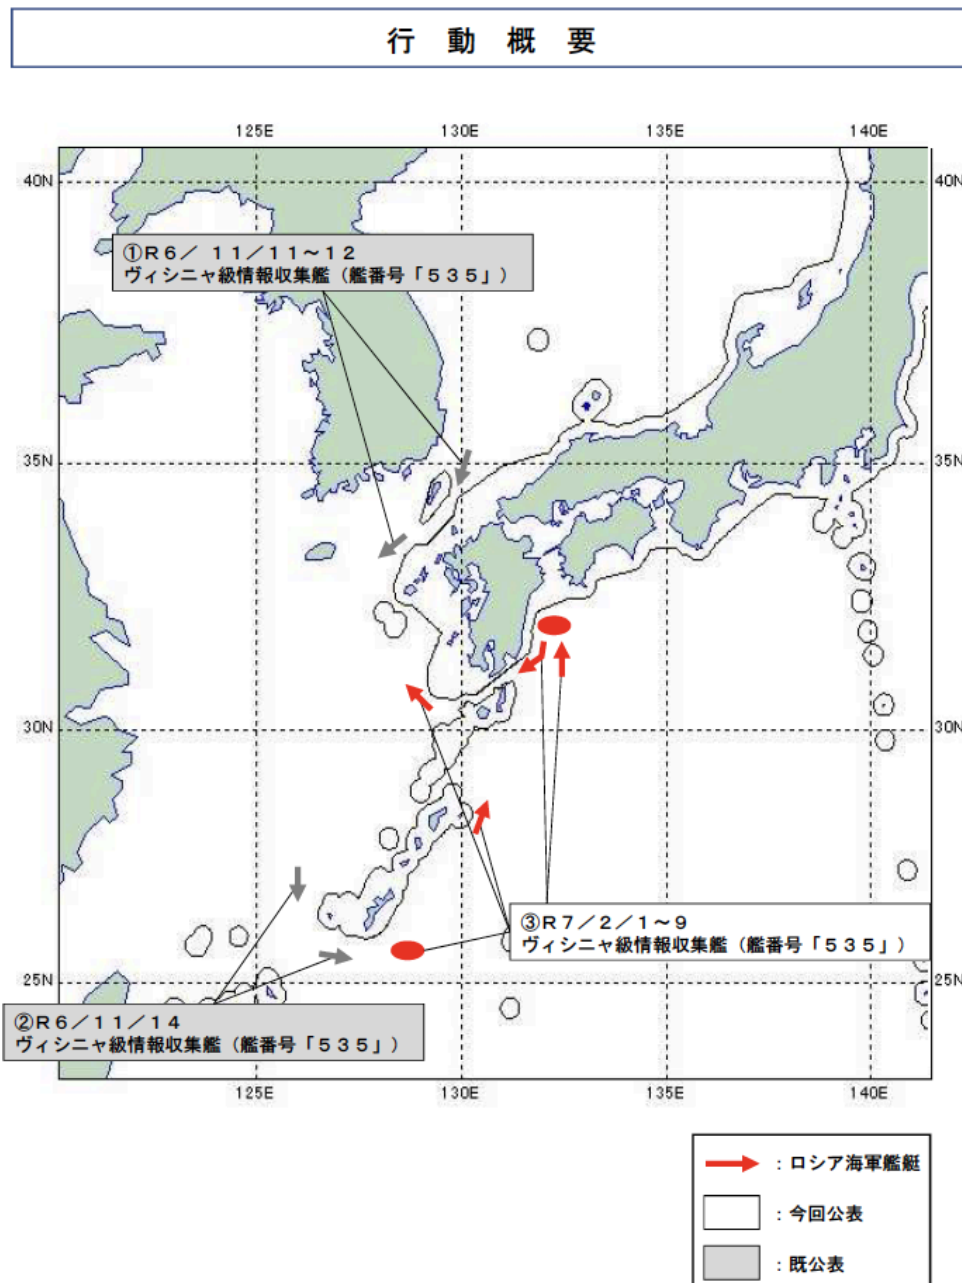 行 動 概 要
125E 130E 135E 140E
40N 40N
①R6／ 11／11～12
ヴィシニャ級情報収集艦（艦番号「535」）
35N 35N
30N 30N
③R7／2／1～9
ヴィシニャ級情報収集艦（艦番号「535」）
25N 25N
②R6／11／14
ヴィシニャ級情報収集艦（艦番号「535」）
125E 130E 135E 140E
：ロシア海軍艦艇
：今回公表
：既公表